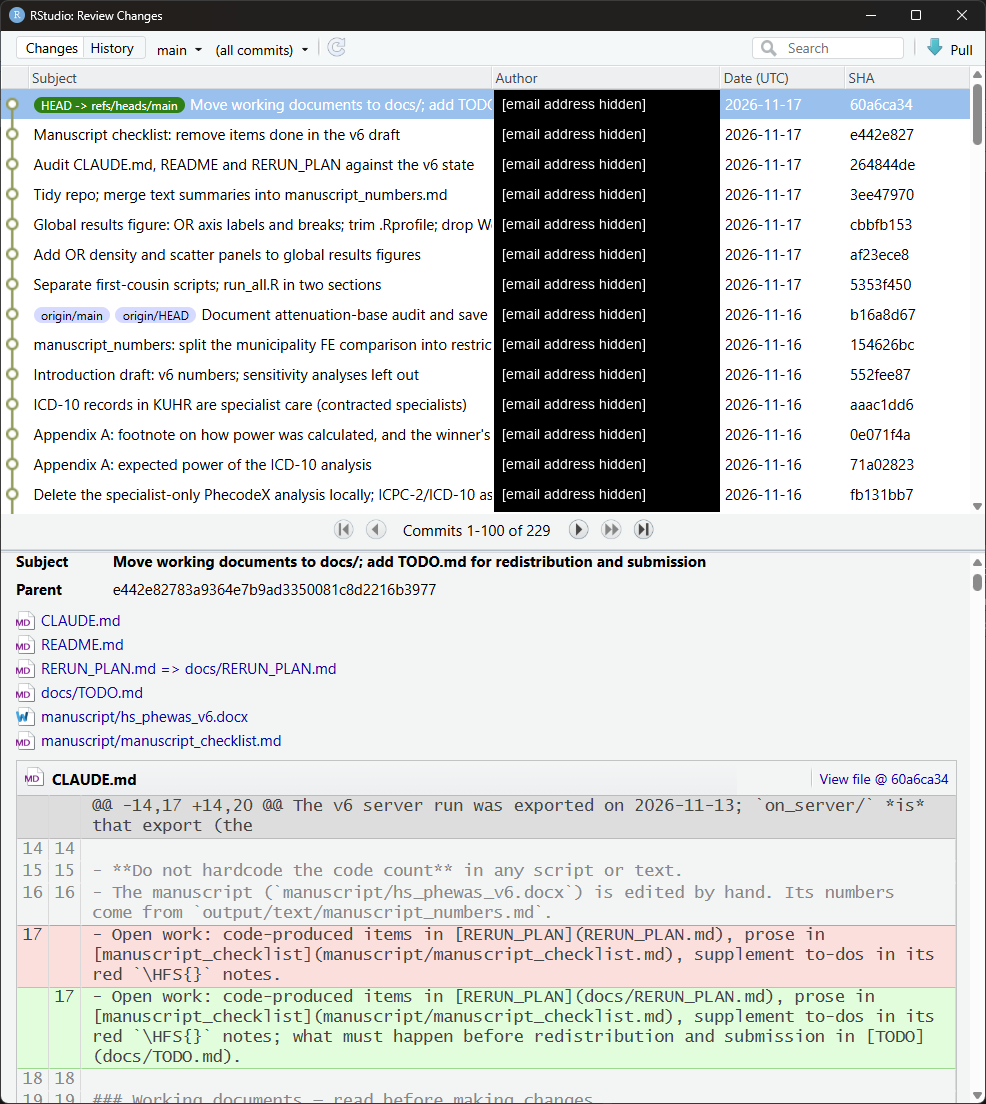 RStudio: Review Changes
Changes History main (all commits) Search Pull
Subject Author Date (UTC) SHA
HEAD -> refs/heads/main Move working documents to docs/; add TODO [email address hidden] 2026-11-17 60a6ca34
Manuscript checklist: remove items done in the v6 draft [email address hidden] 2026-11-17 e442e827
Audit CLAUDE.md, README and RERUN_PLAN against the v6 state [email address hidden] 2026-11-17 264844de
Tidy repo; merge text summaries into manuscript_numbers.md [email address hidden] 2026-11-17 3ee47970
Global results figure: OR axis labels and breaks; trim .Rprofile; drop [email address hidden] 2026-11-17 cbbfb153
Add OR density and scatter panels to global results figures [email address hidden] 2026-11-17 af23ece8
Separate first-cousin scripts; run_all.R in two sections [email address hidden] 2026-11-17 5353f450
origin/main origin/HEAD Document attenuation-base audit and save [email address hidden] 2026-11-16 b16a8d67
manuscript_numbers: split the municipality FE comparison into restric [email address hidden] 2026-11-16 154626bc
Introduction draft: v6 numbers; sensitivity analyses left out [email address hidden] 2026-11-16 552fee87
ICD-10 records in KUHR are specialist care (contracted specialists) [email address hidden] 2026-11-16 aaac1dd6
Appendix A: footnote on how power was calculated, and the winner's [email address hidden] 2026-11-16 0e071f4a
Appendix A: expected power of the ICD-10 analysis [email address hidden] 2026-11-16 71a02823
Delete the specialist-only PhecodeX analysis locally; ICPC-2/ICD-10 as [email address hidden] 2026-11-16 fb131bb7
Commits 1-100 of 229
Subject Move working documents to docs/; add TODO.md for redistribution and submission
Parent e442e82783a9364e7b9ad3350081c8d2216b3977
MD CLAUDE.md
MD README.md
MD RERUN_PLAN.md => docs/RERUN_PLAN.md
MD docs/TODO.md
W manuscript/hs_phewas_v6.docx
MD manuscript/manuscript_checklist.md
MD CLAUDE.md View file @ 60a6ca34
@@ -14,17 +14,20 @@ The v6 server run was exported on 2026-11-13; `on_server/` *is*
that export (the
14 14
15 15 - **Do not hardcode the code count** in any script or text.
16 16 - The manuscript (`manuscript/hs_phewas_v6.docx`) is edited by hand. Its numbers
come from `output/text/manuscript_numbers.md`.
17 - Open work: code-produced items in [RERUN_PLAN](RERUN_PLAN.md), prose in
[manuscript_checklist](manuscript/manuscript_checklist.md), supplement to-dos in its
red `\HFS{}` notes.
17 - Open work: code-produced items in [RERUN_PLAN](docs/RERUN_PLAN.md), prose in
[manuscript_checklist](manuscript/manuscript_checklist.md), supplement to-dos in its
red `\HFS{}` notes; what must happen before redistribution and submission in [TODO]
(docs/TODO.md).
18 18
19 19 ### Working documents — read before making changes